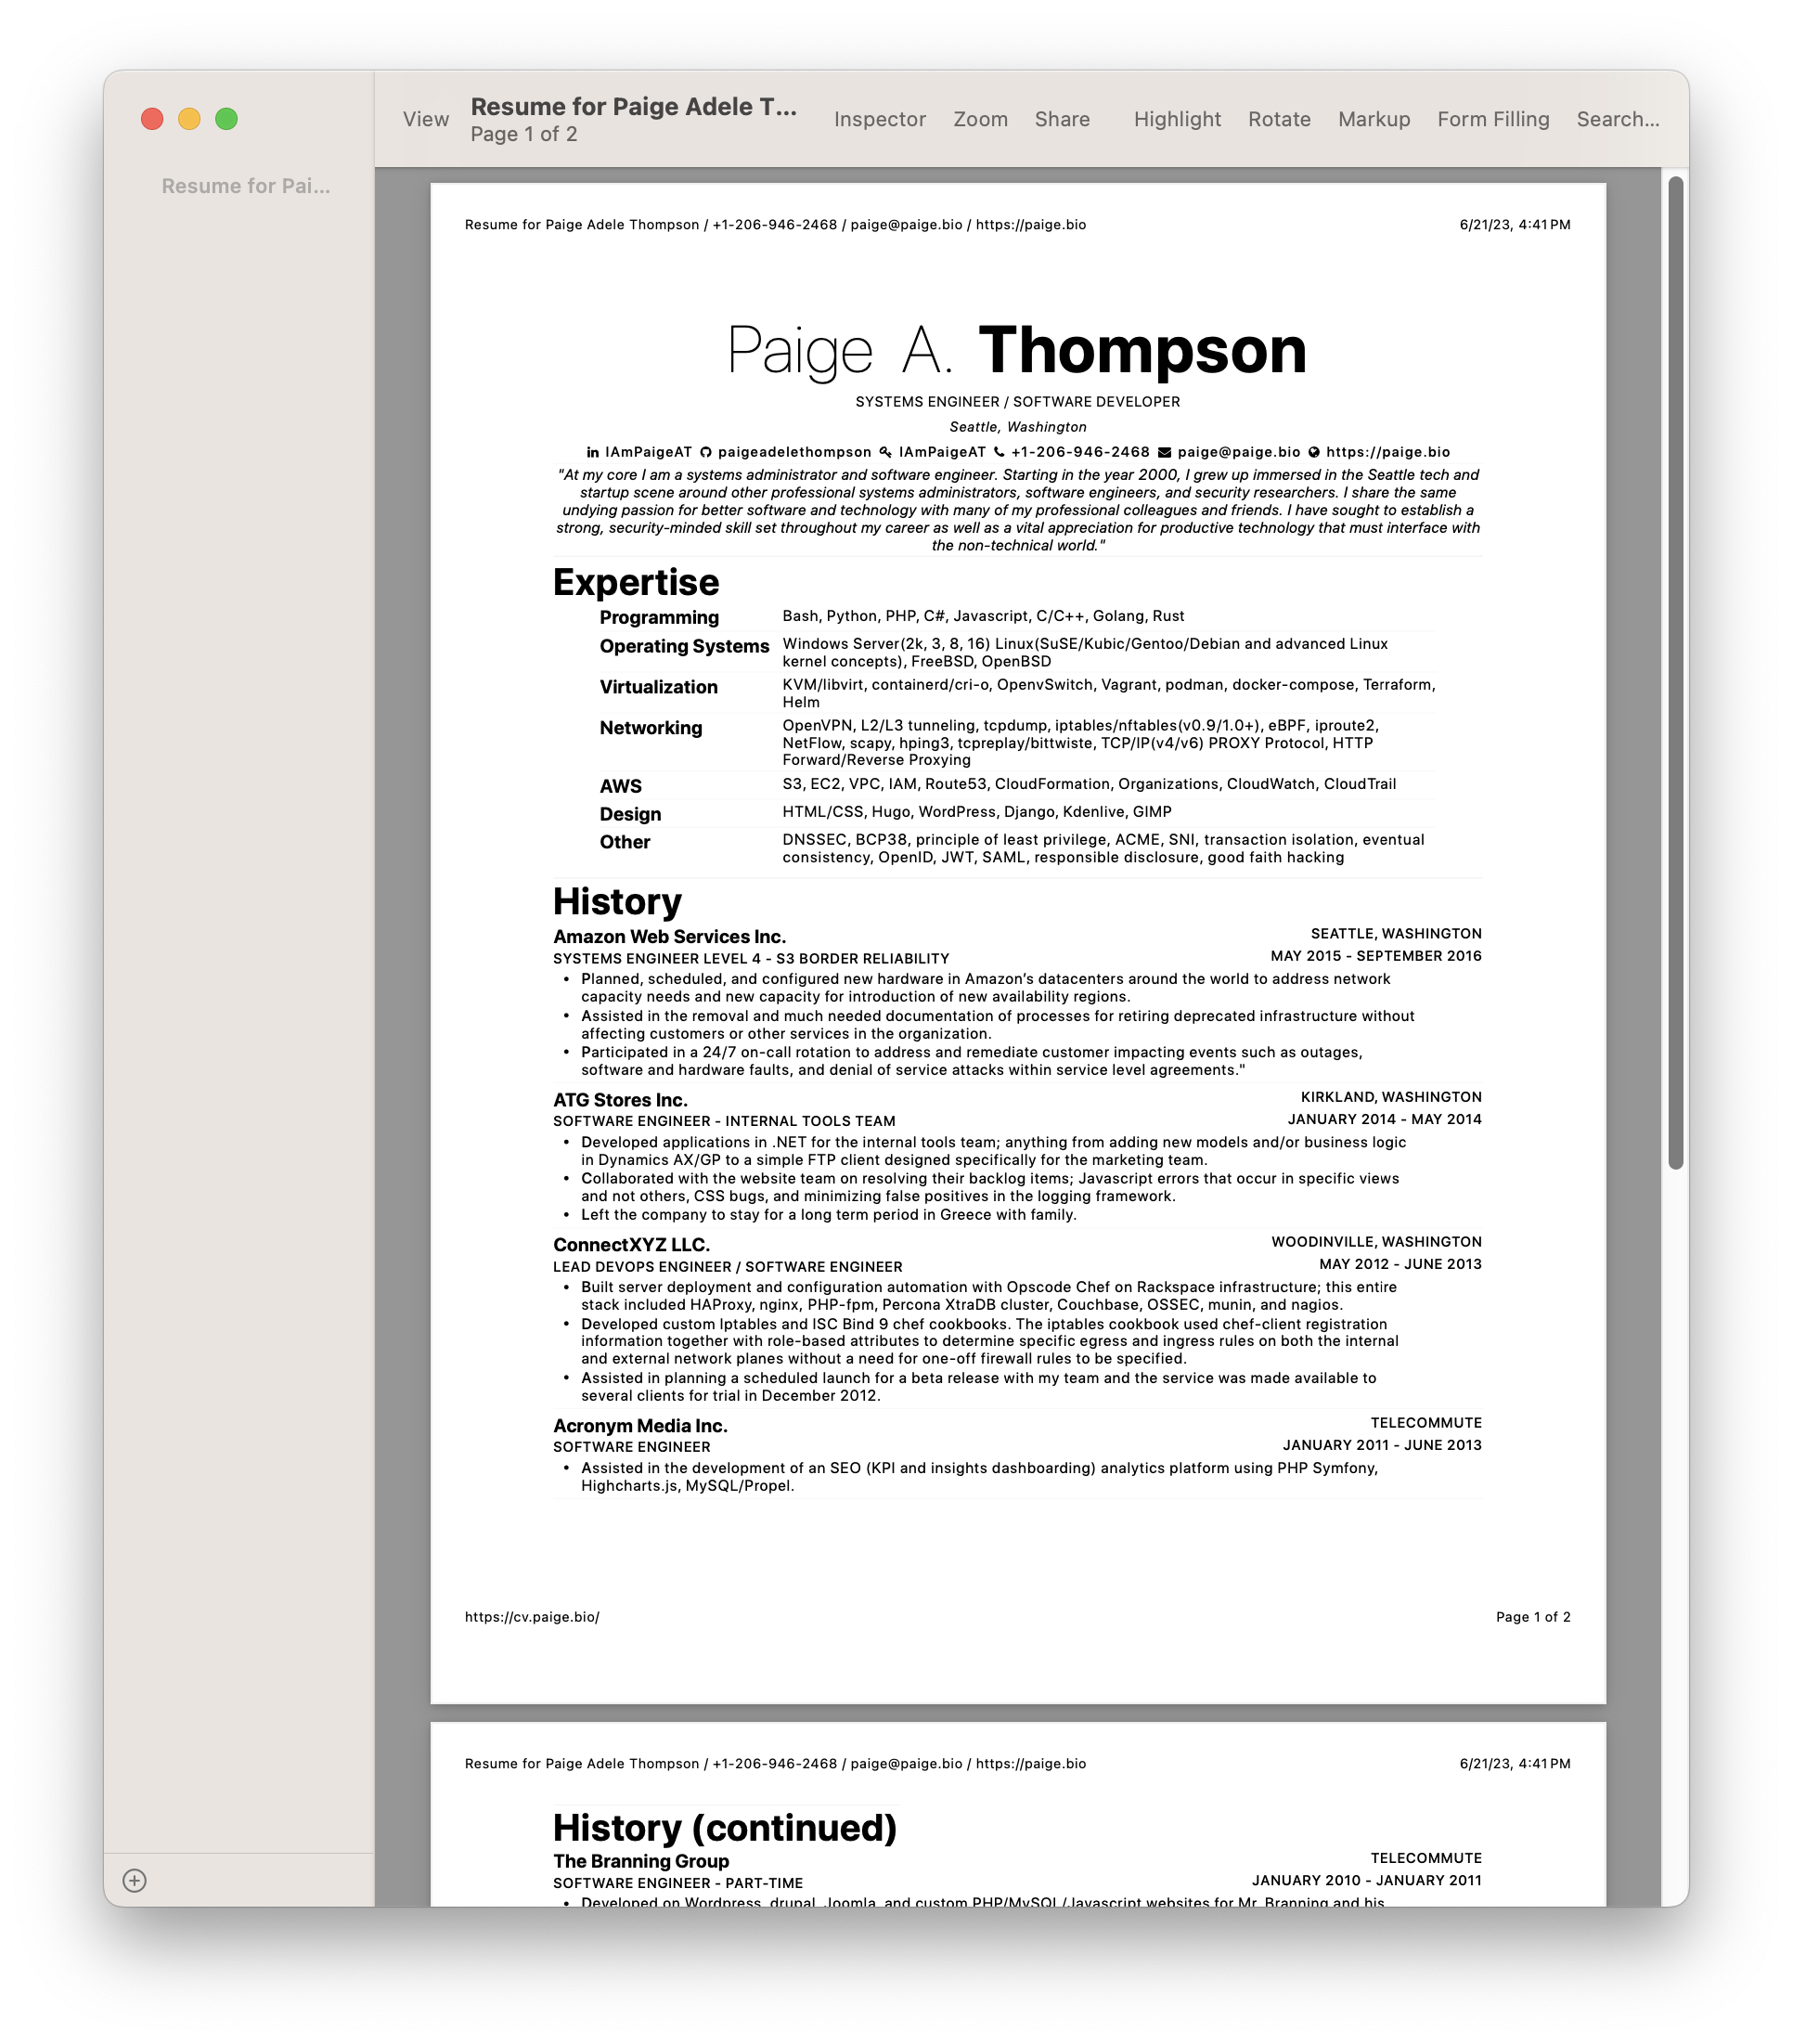 View
Resume for Paige Adele T...
Page 1 of 2
Inspector
Zoom
Share
Highlight
Rotate
Markup
Form Filling
Search...
Resume for Pai...
Resume for Paige Adele Thompson / +1-206-946-2468 / paige@paige.bio / https://paige.bio
6/21/23, 4:41 PM
Paige A. Thompson
SYSTEMS ENGINEER / SOFTWARE DEVELOPER
Seattle, Washington
IAmPaigeAT paigeadelethompson IAmPaigeAT +1-206-946-2468 paige@paige.bio https://paige.bio
"At my core I am a systems administrator and software engineer. Starting in the year 2000, I grew up immersed in the Seattle tech and
startup scene around other professional systems administrators, software engineers, and security researchers. I share the same
undying passion for better software and technology with many of my professional colleagues and friends. I have sought to establish a
strong, security-minded skill set throughout my career as well as a vital appreciation for productive technology that must interface with
the non-technical world."
Expertise
Programming
Bash, Python, PHP, C#, Javascript, C/C++, Golang, Rust
Operating Systems
Windows Server(2k, 3, 8, 16) Linux(SuSE/Kubic/Gentoo/Debian and advanced Linux
kernel concepts), FreeBSD, OpenBSD
Virtualization
KVM/libvirt, containerd/cri-o, OpenvSwitch, Vagrant, podman, docker-compose, Terraform,
Helm
Networking
OpenVPN, L2/L3 tunneling, tcpdump, iptables/nftables(v0.9/1.0+), eBPF, iproute2,
NetFlow, scapy, hping3, tcpreplay/bittwiste, TCP/IP(v4/v6) PROXY Protocol, HTTP
Forward/Reverse Proxying
AWS
S3, EC2, VPC, IAM, Route53, CloudFormation, Organizations, CloudWatch, CloudTrail
Design
HTML/CSS, Hugo, WordPress, Django, Kdenlive, GIMP
Other
DNSSEC, BCP38, principle of least privilege, ACME, SNI, transaction isolation, eventual
consistency, OpenID, JWT, SAML, responsible disclosure, good faith hacking
History
Amazon Web Services Inc.
SEATTLE, WASHINGTON
SYSTEMS ENGINEER LEVEL 4 - S3 BORDER RELIABILITY
MAY 2015 - SEPTEMBER 2016
• Planned, scheduled, and configured new hardware in Amazon's datacenters around the world to address network
capacity needs and new capacity for introduction of new availability regions.
• Assisted in the removal and much needed documentation of processes for retiring deprecated infrastructure without
affecting customers or other services in the organization.
• Participated in a 24/7 on-call rotation to address and remediate customer impacting events such as outages,
software and hardware faults, and denial of service attacks within service level agreements."
ATG Stores Inc.
KIRKLAND, WASHINGTON
SOFTWARE ENGINEER - INTERNAL TOOLS TEAM
JANUARY 2014 - MAY 2014
• Developed applications in .NET for the internal tools team; anything from adding new models and/or business logic
in Dynamics AX/GP to a simple FTP client designed specifically for the marketing team.
• Collaborated with the website team on resolving their backlog items; Javascript errors that occur in specific views
and not others, CSS bugs, and minimizing false positives in the logging framework.
• Left the company to stay for a long term period in Greece with family.
ConnectXYZ LLC.
WOODINVILLE, WASHINGTON
LEAD DEVOPS ENGINEER / SOFTWARE ENGINEER
MAY 2012 - JUNE 2013
• Built server deployment and configuration automation with Opscode Chef on Rackspace infrastructure; this entire
stack included HAProxy, nginx, PHP-fpm, Percona XtraDB cluster, Couchbase, OSSEC, munin, and nagios.
• Developed custom Iptables and ISC Bind 9 chef cookbooks. The iptables cookbook used chef-client registration
information together with role-based attributes to determine specific egress and ingress rules on both the internal
and external network planes without a need for one-off firewall rules to be specified.
• Assisted in planning a scheduled launch for a beta release with my team and the service was made available to
several clients for trial in December 2012.
Acronym Media Inc.
TELECOMMUTE
SOFTWARE ENGINEER
JANUARY 2011 - JUNE 2013
• Assisted in the development of an SEO (KPI and insights dashboarding) analytics platform using PHP Symfony,
Highcharts.js, MySQL/Propel.
https://cv.paige.bio/
Page 1 of 2
Resume for Paige Adele Thompson / +1-206-946-2468 / paige@paige.bio / https://paige.bio
6/21/23, 4:41 PM
History (continued)
The Branning Group
TELECOMMUTE
SOFTWARE ENGINEER - PART-TIME
JANUARY 2010 - JANUARY 2011
• Developed on Wordpress, drupal, Joomla, and custom PHP/MySQL/Javascript websites for Mr. Branning and his